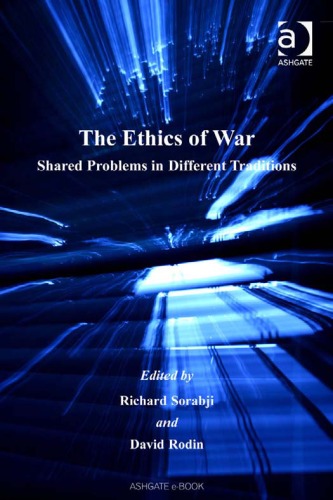 a
ASHGATE
The Ethics of War
Shared Problems in Different Traditions
Edited by
Richard Sorabji
and
David Rodin
ASHGATE e-BOOK